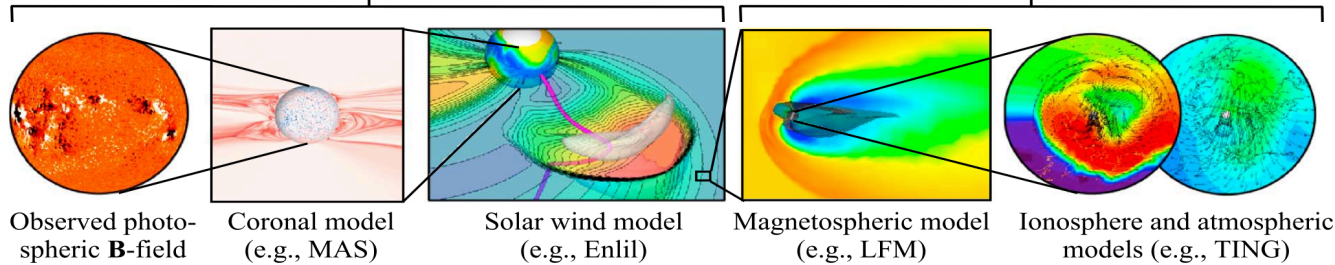 Observed photo-
spheric B-field
Coronal model
(e.g., MAS)
Solar wind model
(e.g., Enlil)
Magnetospheric model
(e.g., LFM)
Ionosphere and atmospheric
models (e.g., TING)